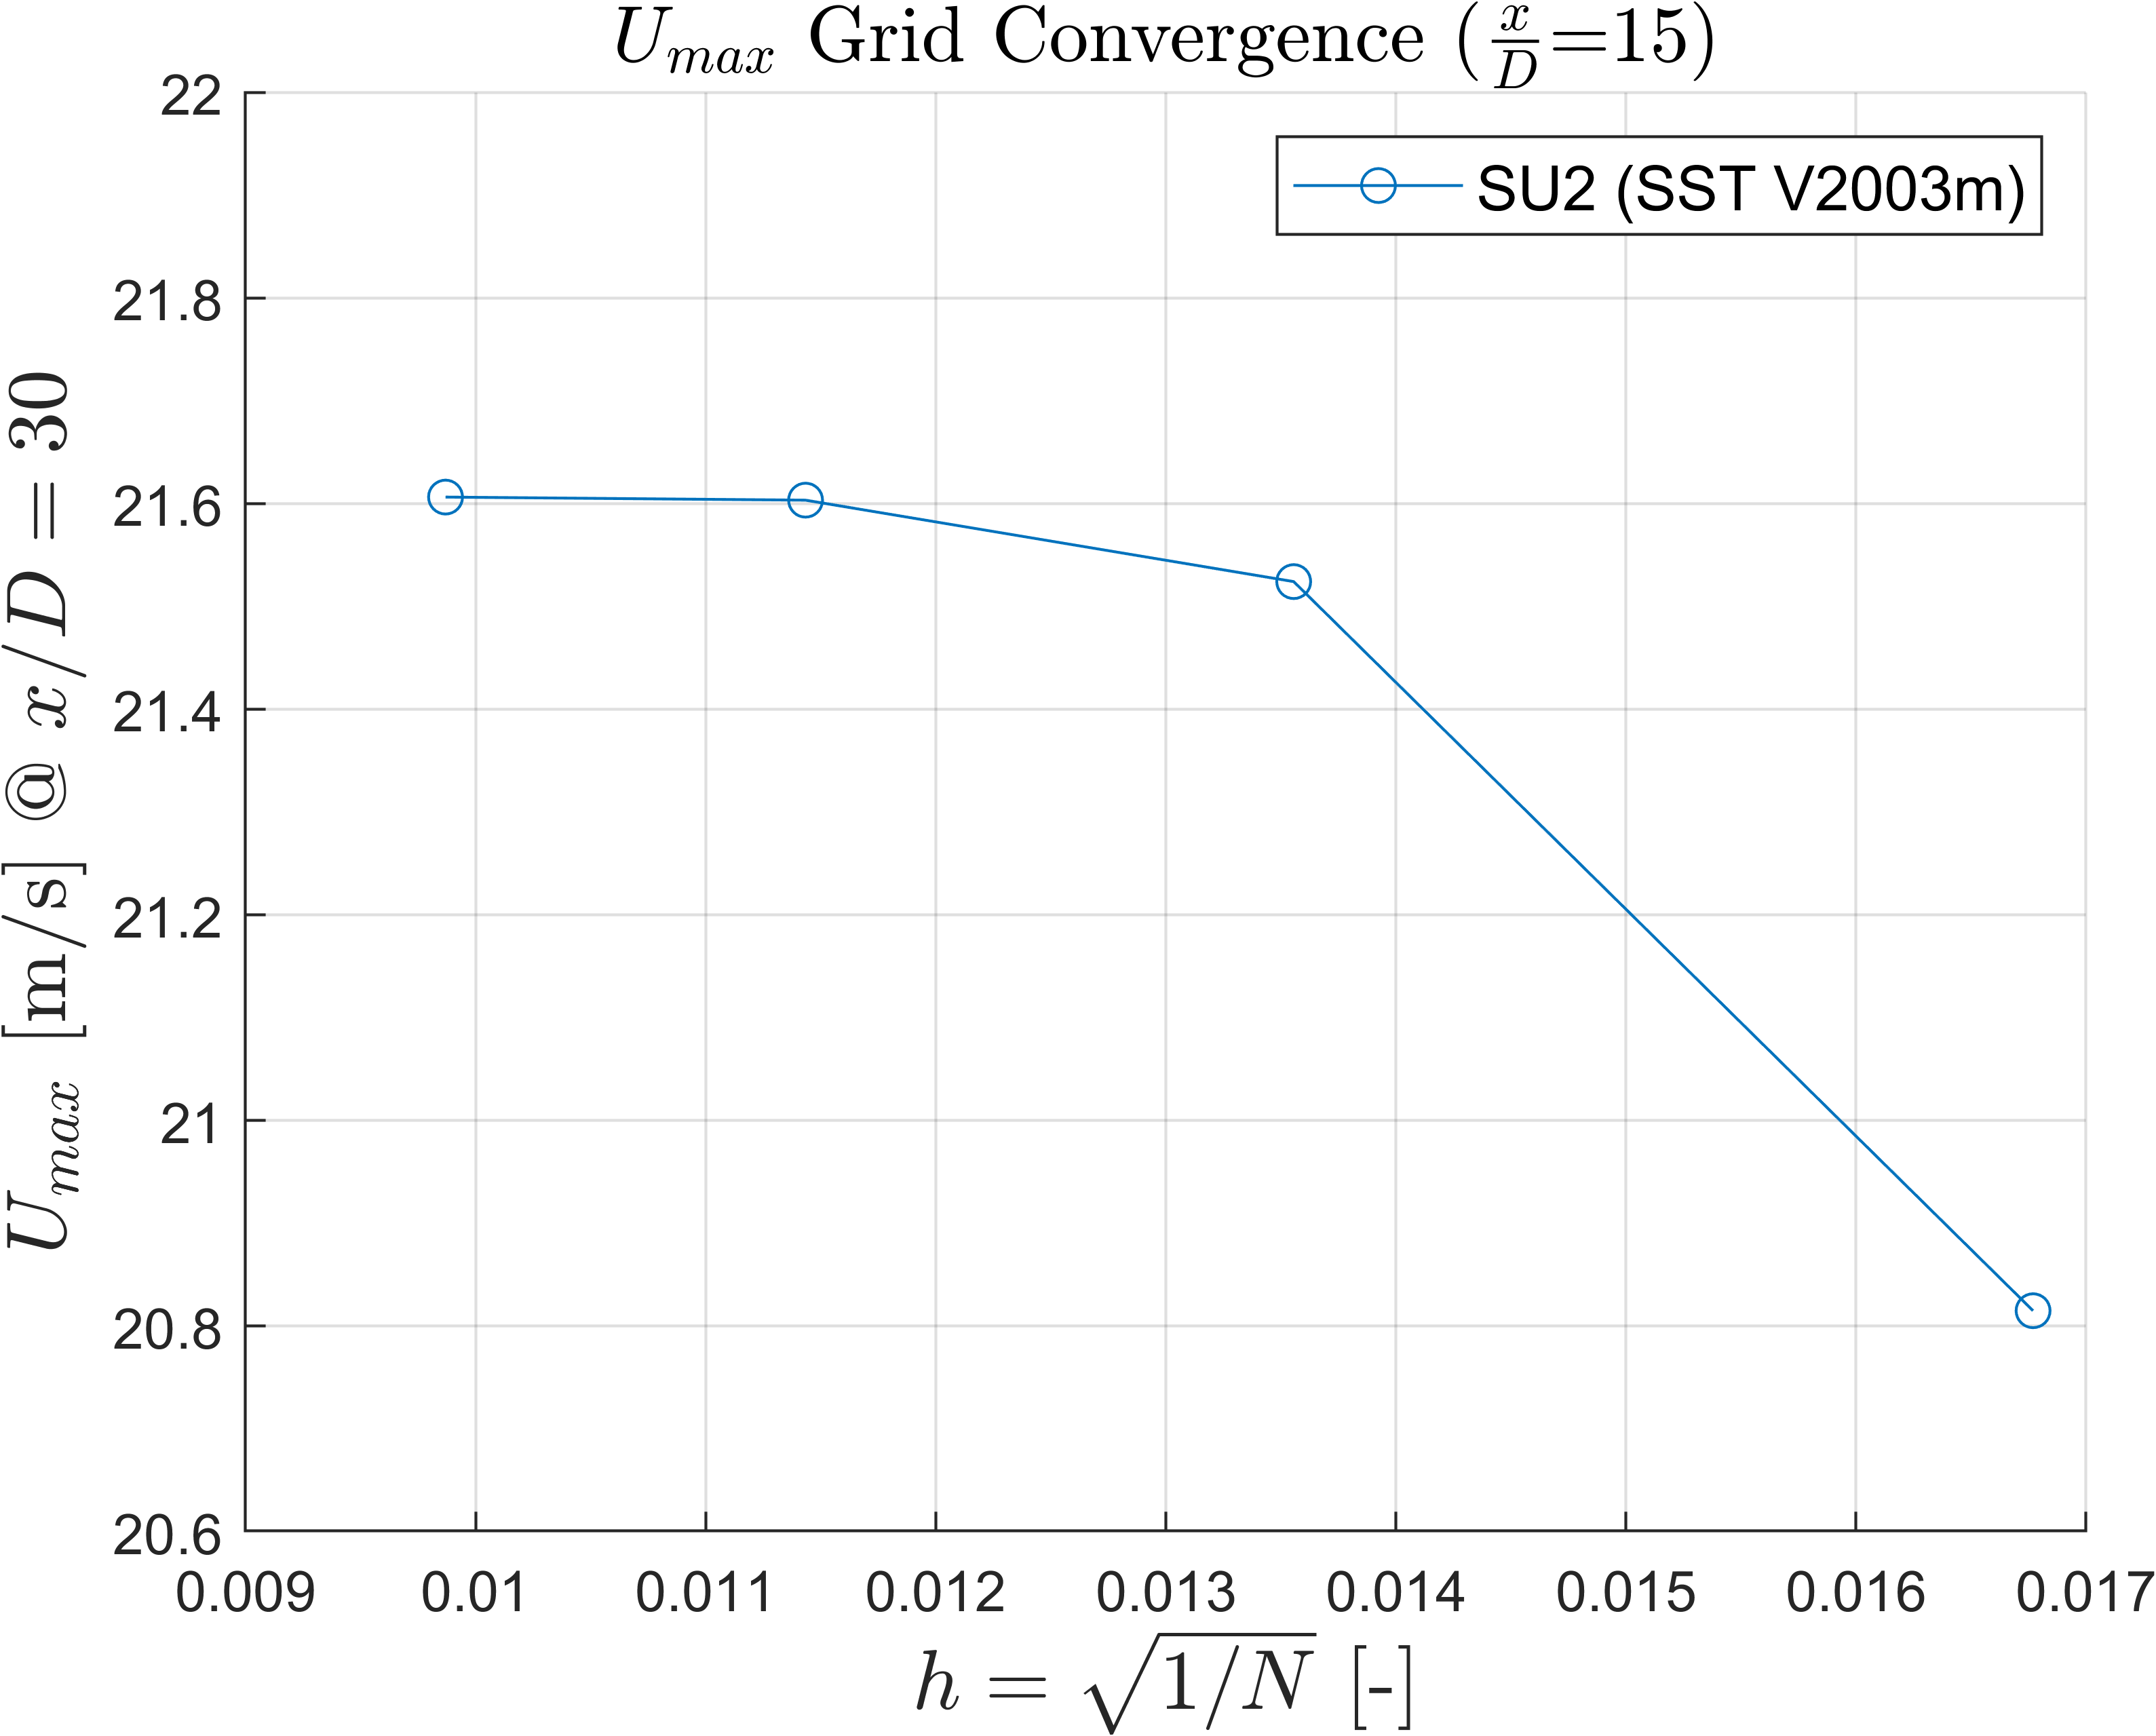 U_max Grid Convergence (x/D=15)
SU2 (SST V2003m)
U_max [m/s] @ x/D = 30
22
21.8
21.6
21.4
21.2
21
20.8
20.6
0.009 0.01 0.011 0.012 0.013 0.014 0.015 0.016 0.017
h = √1/N [-]